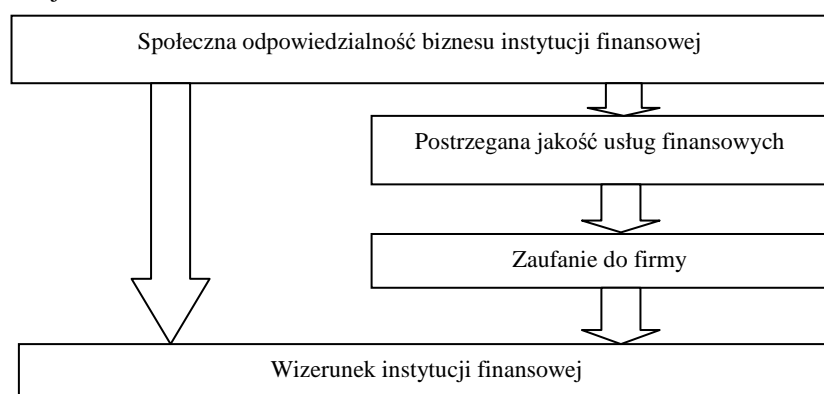 Społeczna odpowiedzialność biznesu instytucji finansowej
Postrzegana jakość usług finansowych
Zaufanie do firmy
Wizerunek instytucji finansowej